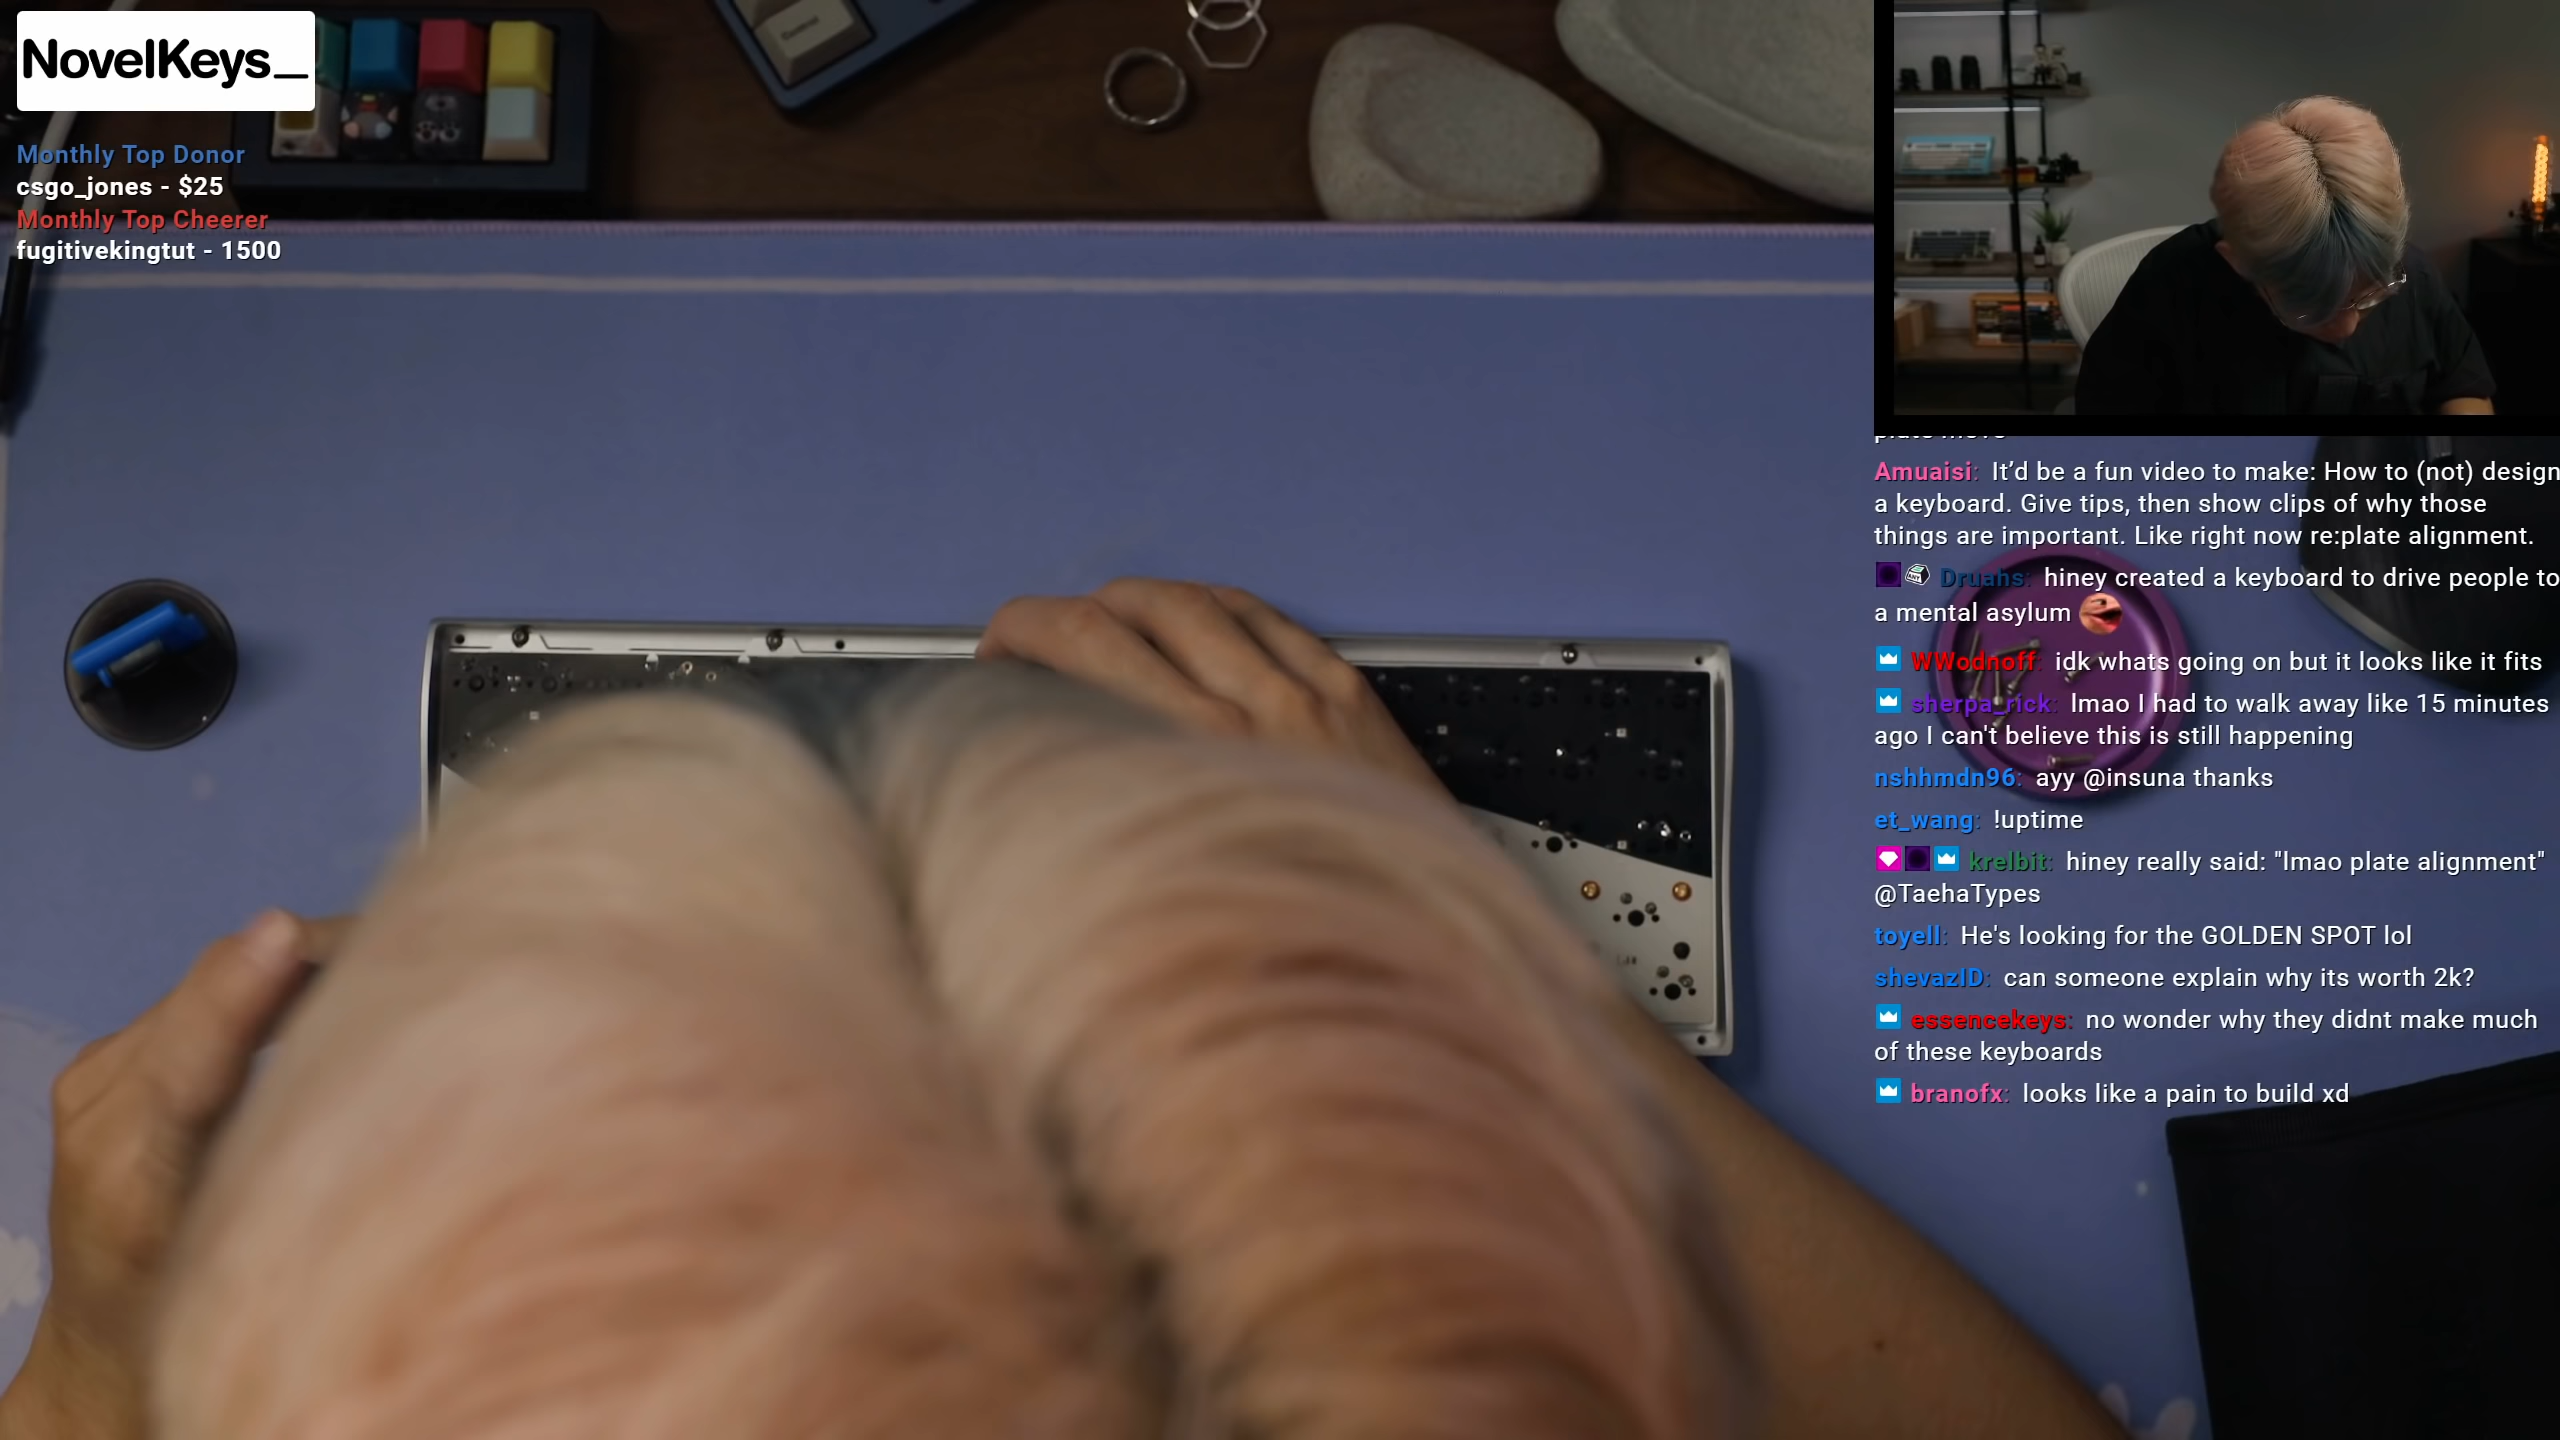 NovelKeys_
Monthly Top Donor
csgo_jones - $25
Monthly Top Cheerer
fugitivekingtut - 1500
Amuaisi: It’d be a fun video to make: How to (not) design
a keyboard. Give tips, then show clips of why those
things are important. Like right now re:plate alignment.
Druahs: hiney created a keyboard to drive people to
a mental asylum
WWodnoff: idk whats going on but it looks like it fits
sherpa_rick: lmao I had to walk away like 15 minutes
ago I can't believe this is still happening
nshhmdn96: ayy @insuna thanks
et_wang: !uptime
krelbit: hiney really said: "lmao plate alignment"
@TaehaTypes
toyell: He's looking for the GOLDEN SPOT lol
shevazID: can someone explain why its worth 2k?
essencekeys: no wonder why they didnt make much
of these keyboards
branofx: looks like a pain to build xd